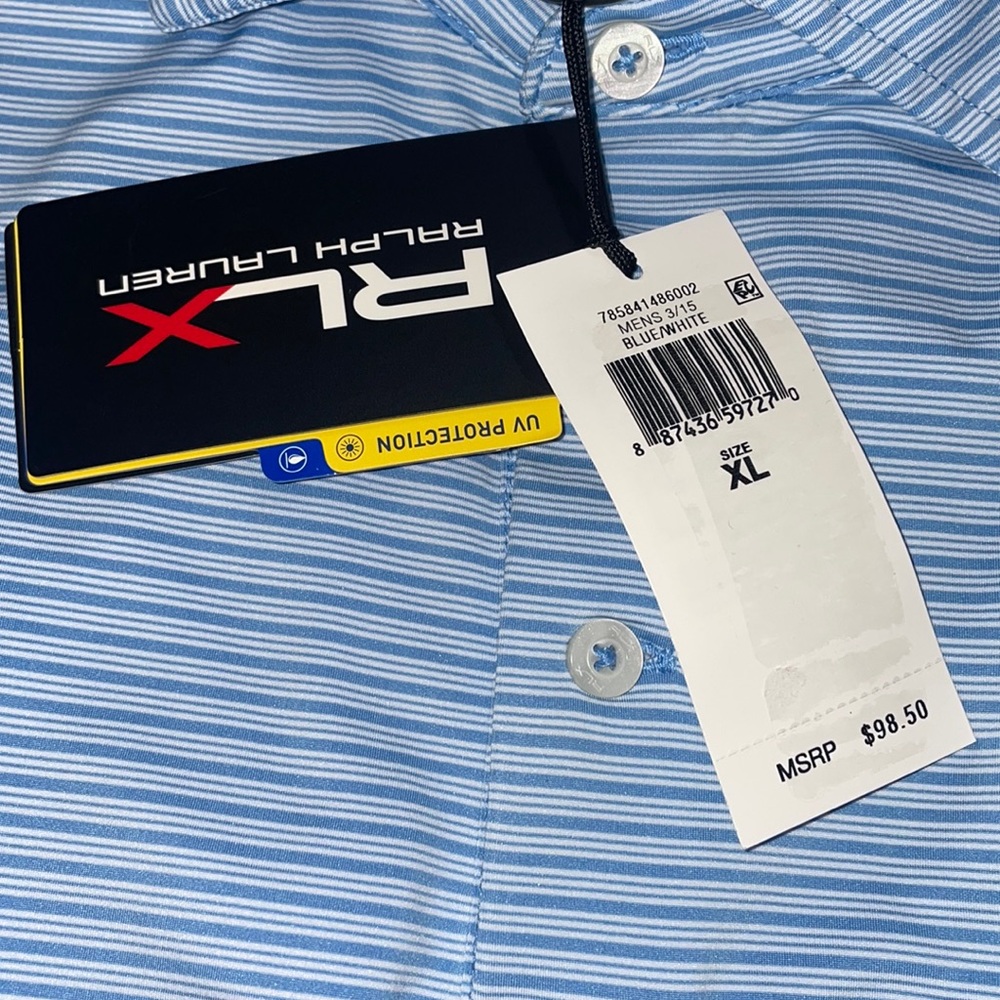 RLX
RALPH LAUREN
UV PROTECTION
785841486002
MENS 3/15
BLUE/WHITE
8 87436 59727 0
SIZE
XL
MSRP $98.50
RLX